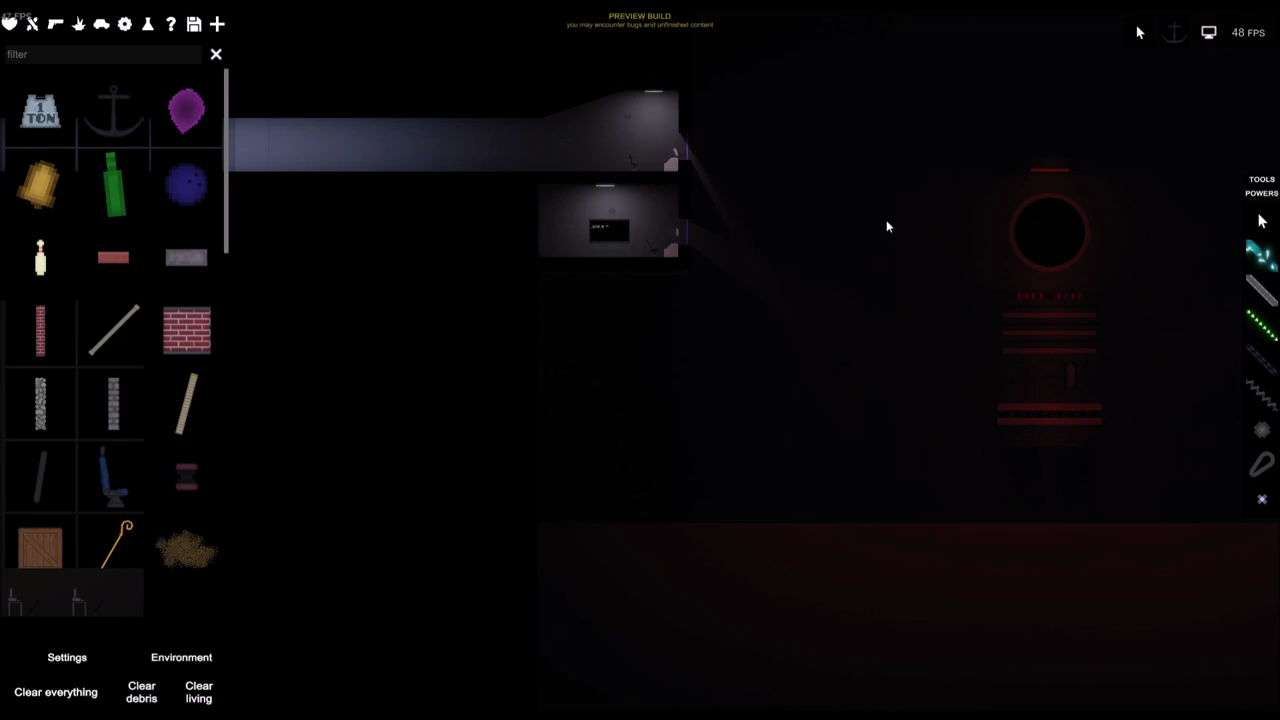 PREVIEW BUILD
you may encounter bugs and unfinished content
48 FPS
filter
1
TON
TOOLS
POWERS
Settings
Environment
Clear everything
Clear
debris
Clear
living